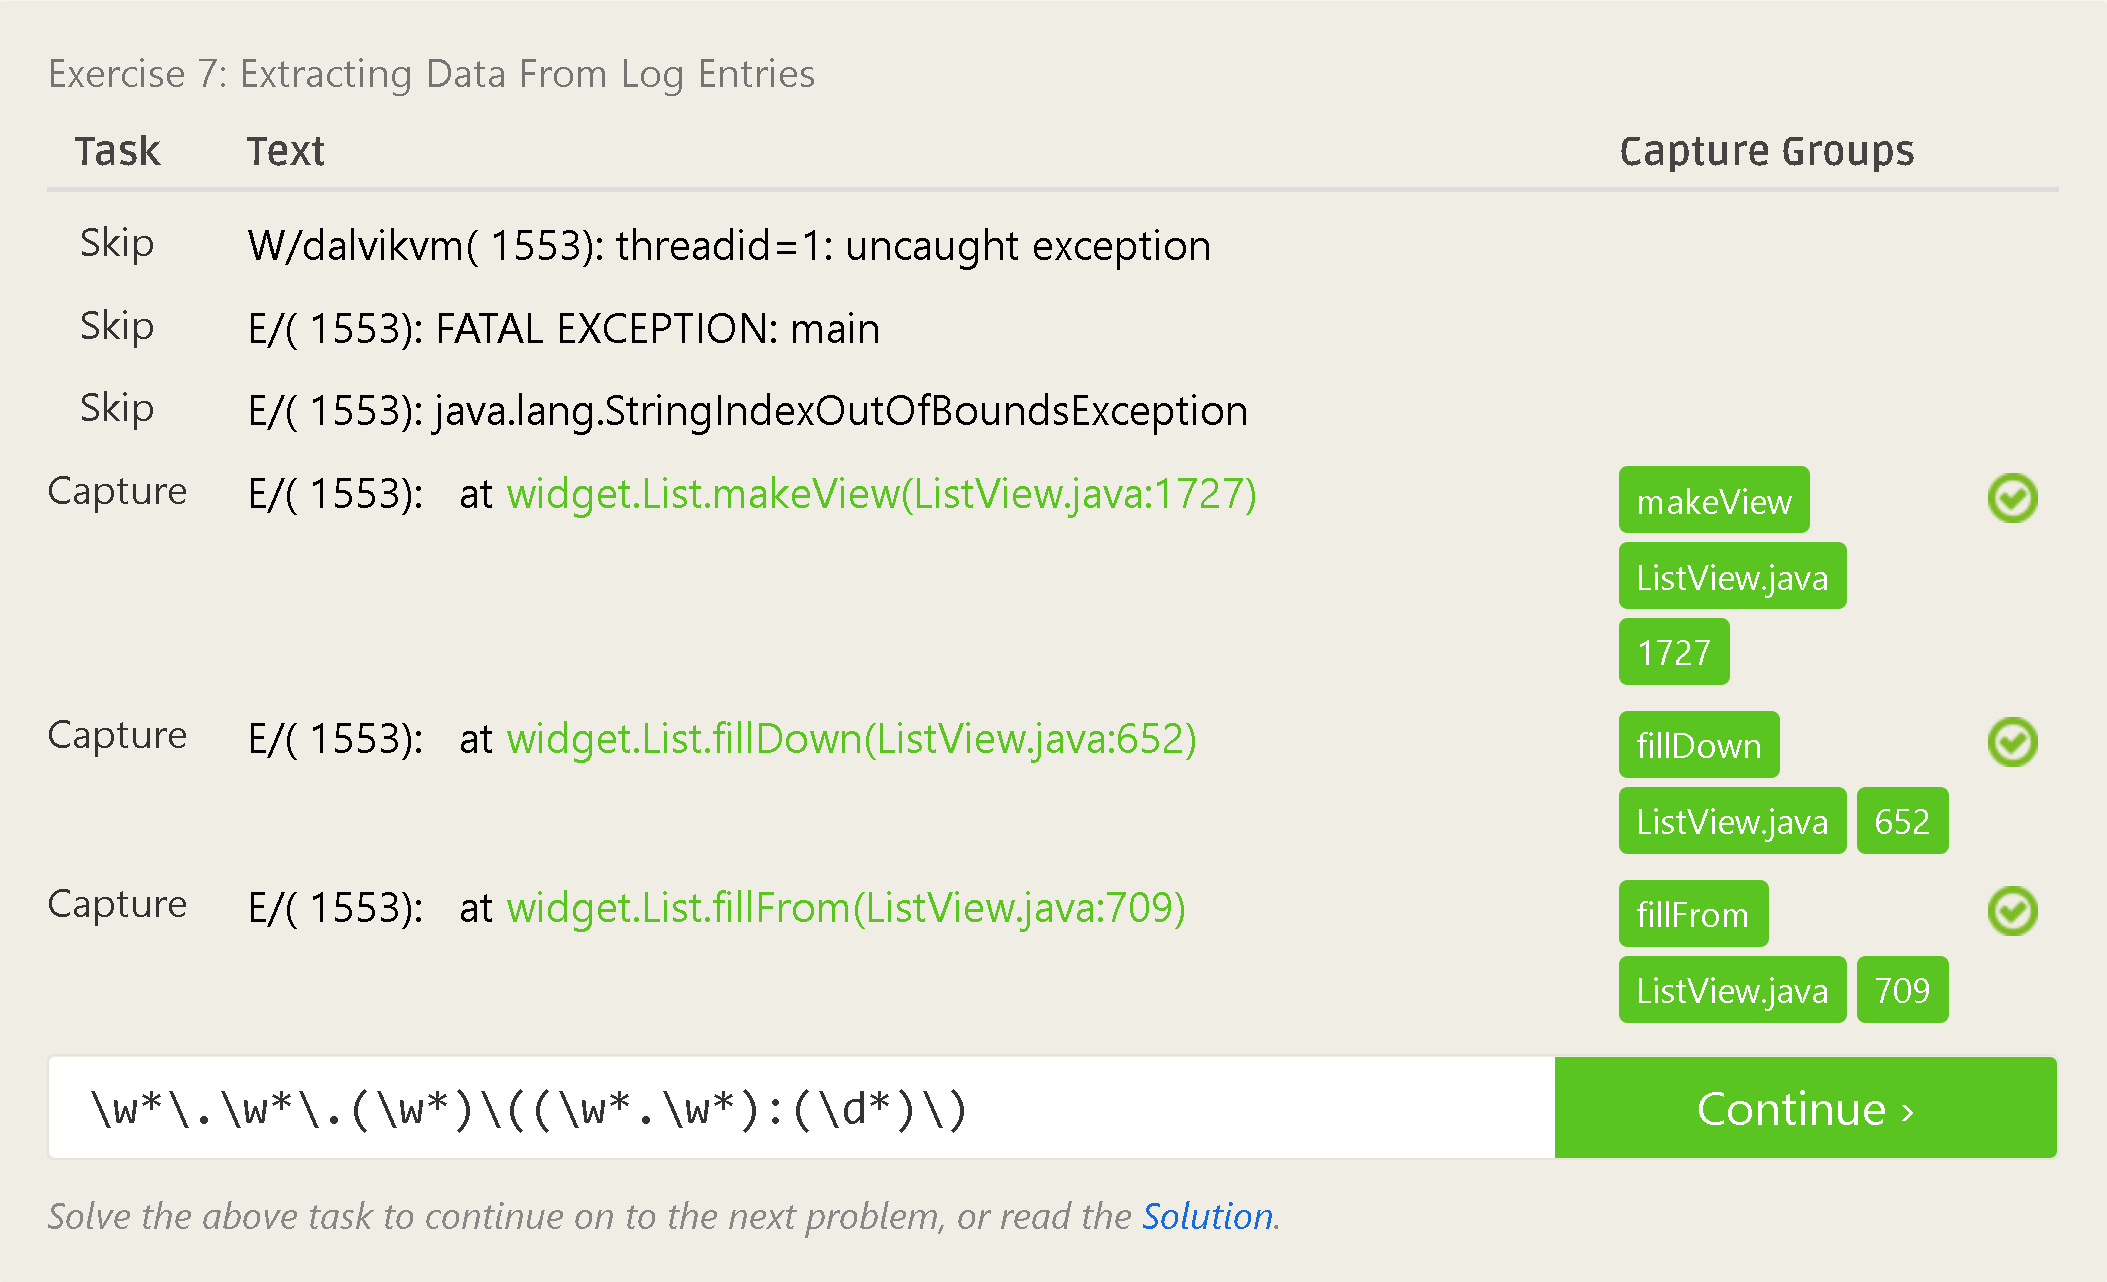 Exercise 7: Extracting Data From Log Entries
Task Text Capture Groups
Skip W/dalvikvm( 1553): threadid=1: uncaught exception
Skip E/( 1553): FATAL EXCEPTION: main
Skip E/( 1553): java.lang.StringIndexOutOfBoundsException
Capture E/( 1553):   at widget.List.makeView(ListView.java:1727) makeView
ListView.java
1727
Capture E/( 1553):   at widget.List.fillDown(ListView.java:652) fillDown
ListView.java 652
Capture E/( 1553):   at widget.List.fillFrom(ListView.java:709) fillFrom
ListView.java 709
\w*\.\w*\.(\w*)\((\w*.\w*):(\d*)\) Continue ›
Solve the above task to continue on to the next problem, or read the Solution.